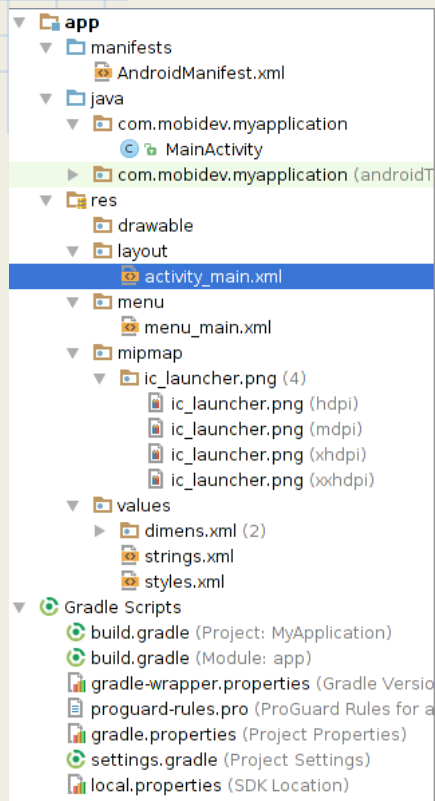 app
manifests
AndroidManifest.xml
java
com.mobidev.myapplication
MainActivity
com.mobidev.myapplication (androidT
res
drawable
layout
activity_main.xml
menu
menu_main.xml
mipmap
ic_launcher.png (4)
ic_launcher.png (hdpi)
ic_launcher.png (mdpi)
ic_launcher.png (xhdpi)
ic_launcher.png (xxhdpi)
values
dimens.xml (2)
strings.xml
styles.xml
Gradle Scripts
build.gradle (Project: MyApplication)
build.gradle (Module: app)
gradle-wrapper.properties (Gradle Versio
proguard-rules.pro (ProGuard Rules for a
gradle.properties (Project Properties)
settings.gradle (Project Settings)
local.properties (SDK Location)